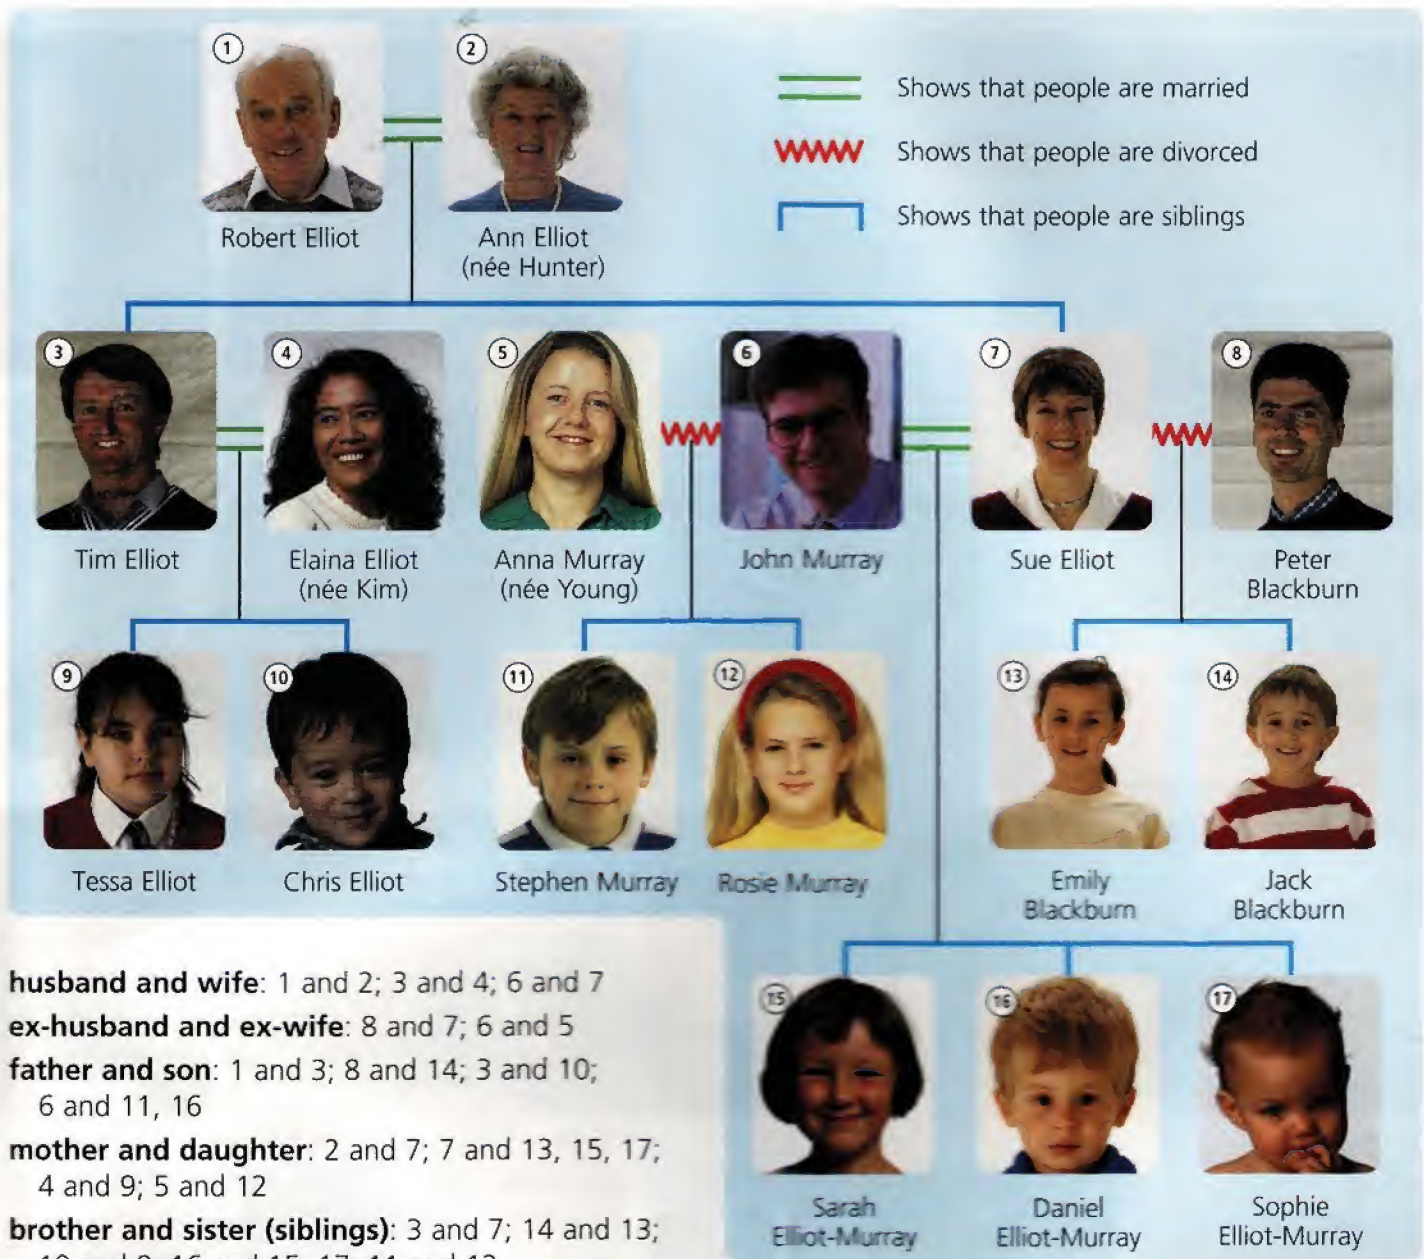 1
2
Shows that people are married
Shows that people are divorced
Shows that people are siblings
Robert Elliot
Ann Elliot
(née Hunter)
3
4
5
6
7
8
Tim Elliot
Elaina Elliot
(née Kim)
Anna Murray
(née Young)
John Murray
Sue Elliot
Peter
Blackburn
9
10
11
12
13
14
Tessa Elliot
Chris Elliot
Stephen Murray
Rosie Murray
Emily
Blackburn
Jack
Blackburn
15
16
17
Sarah
Elliot-Murray
Daniel
Elliot-Murray
Sophie
Elliot-Murray
husband and wife: 1 and 2; 3 and 4; 6 and 7
ex-husband and ex-wife: 8 and 7; 6 and 5
father and son: 1 and 3; 8 and 14; 3 and 10;
6 and 11, 16
mother and daughter: 2 and 7; 7 and 13, 15, 17;
4 and 9; 5 and 12
brother and sister (siblings): 3 and 7; 14 and 13;